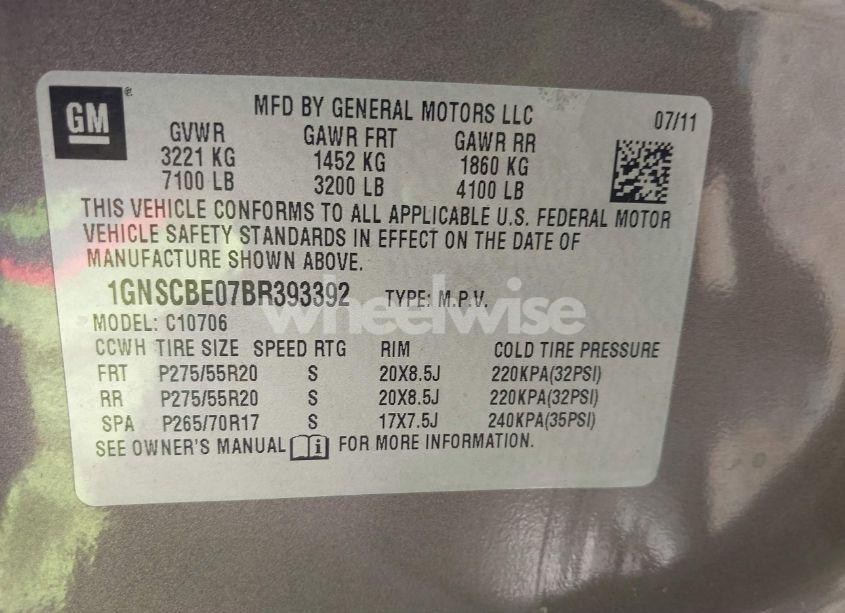 GM
MFD BY GENERAL MOTORS LLC 07/11
GVWR GAWR FRT GAWR RR
3221 KG 1452 KG 1860 KG
7100 LB 3200 LB 4100 LB
THIS VEHICLE CONFORMS TO ALL APPLICABLE U.S. FEDERAL MOTOR
VEHICLE SAFETY STANDARDS IN EFFECT ON THE DATE OF
MANUFACTURE SHOWN ABOVE.
1GNSCBE07BR393392 TYPE: M.P.V.
wheelwise
MODEL: C10706
CCWH TIRE SIZE SPEED RTG RIM COLD TIRE PRESSURE
FRT P275/55R20 S 20X8.5J 220KPA(32PSI)
RR P275/55R20 S 20X8.5J 220KPA(32PSI)
SPA P265/70R17 S 17X7.5J 240KPA(35PSI)
SEE OWNER'S MANUAL i FOR MORE INFORMATION.